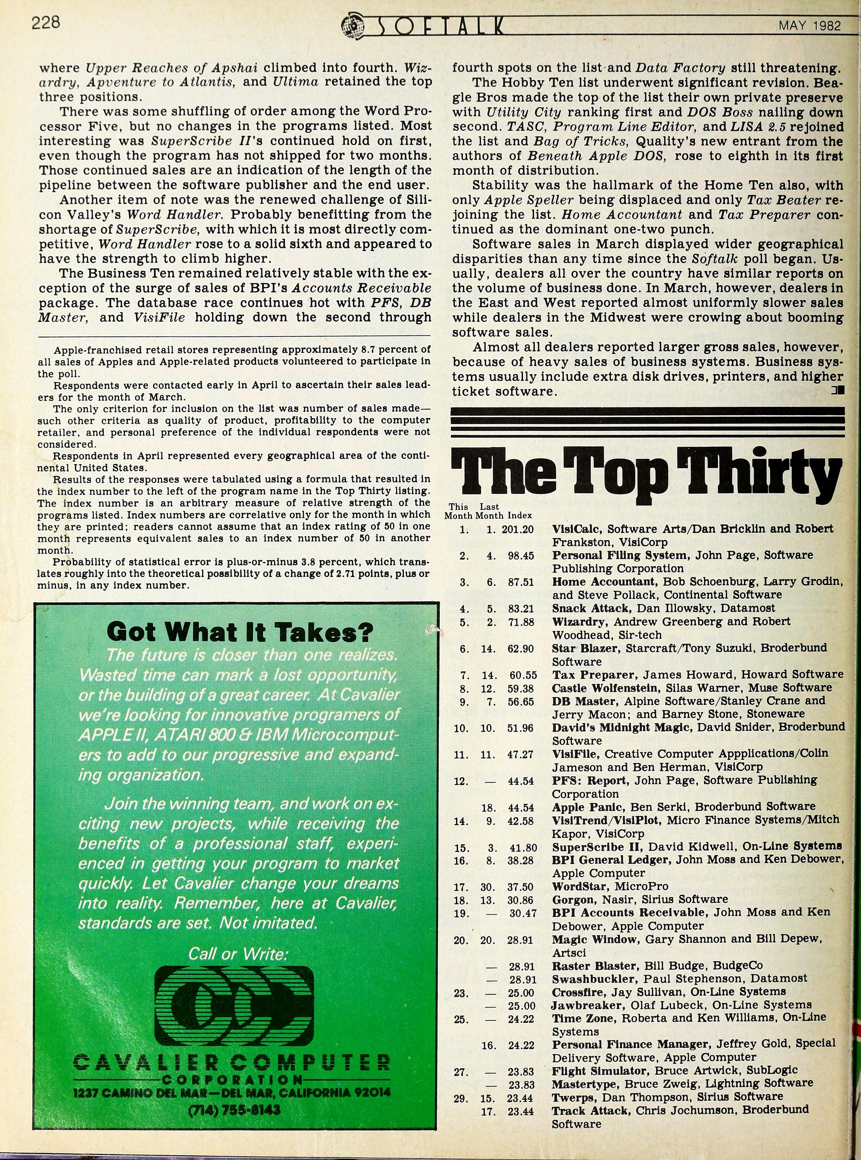 228
SOFTALK
MAY 1982
where Upper Reaches of Apshai climbed into fourth. Wiz-
ardry, Apventure to Atlantis, and Ultima retained the top
three positions.
There was some shuffling of order among the Word Pro-
cessor Five, but no changes in the programs listed. Most
interesting was SuperScribe II's continued hold on first,
even though the program has not shipped for two months.
Those continued sales are an indication of the length of the
pipeline between the software publisher and the end user.
Another item of note was the renewed challenge of Sili-
con Valley's Word Handler. Probably benefitting from the
shortage of SuperScribe, with which it is most directly com-
petitive, Word Handler rose to a solid sixth and appeared to
have the strength to climb higher.
The Business Ten remained relatively stable with the ex-
ception of the surge of sales of BPI's Accounts Receivable
package. The database race continues hot with PFS, DB
Master, and VisiFile holding down the second through
Apple-franchised retail stores representing approximately 8.7 percent of
all sales of Apples and Apple-related products volunteered to participate in
the poll.
Respondents were contacted early in April to ascertain their sales lead-
ers for the month of March.
The only criterion for inclusion on the list was number of sales made—
such other criteria as quality of product, profitability to the computer
retailer, and personal preference of the individual respondents were not
considered.
Respondents in April represented every geographical area of the conti-
nental United States.
Results of the responses were tabulated using a formula that resulted in
the index number to the left of the program name in the Top Thirty listing.
The index number is an arbitrary measure of relative strength of the
programs listed. Index numbers are correlative only for the month in which
they are printed; readers cannot assume that an index rating of 50 in one
month represents equivalent sales to an index number of 50 in another
month.
Probability of statistical error is plus-or-minus 3.8 percent, which trans-
lates roughly into the theoretical possibility of a change of 2.71 points, plus or
minus, in any index number.
Got What It Takes?
The future is closer than one realizes.
Wasted time can mark a lost opportunity,
or the building of a great career. At Cavalier
we're looking for innovative programers of
APPLE II, ATARI 800 & IBM Microcomput-
ers to add to our progressive and expand-
ing organization.
Join the winning team, and work on ex-
citing new projects, while receiving the
benefits of a professional staff, experi-
enced in getting your program to market
quickly. Let Cavalier change your dreams
into reality. Remember, here at Cavalier,
standards are set. Not imitated.
Call or Write:
CAVALIER COMPUTER
CORPORATION
1237 CAMINO DEL MAR—DEL MAR, CALIFORNIA 92014
(714) 755-8143
fourth spots on the list and Data Factory still threatening.
The Hobby Ten list underwent significant revision. Bea-
gle Bros made the top of the list their own private preserve
with Utility City ranking first and DOS Boss nailing down
second. TASC, Program Line Editor, and LISA 2.5 rejoined
the list and Bag of Tricks, Quality's new entrant from the
authors of Beneath Apple DOS, rose to eighth in its first
month of distribution.
Stability was the hallmark of the Home Ten also, with
only Apple Speller being displaced and only Tax Beater re-
joining the list. Home Accountant and Tax Preparer con-
tinued as the dominant one-two punch.
Software sales in March displayed wider geographical
disparities than any time since the Softalk poll began. Us-
ually, dealers all over the country have similar reports on
the volume of business done. In March, however, dealers in
the East and West reported almost uniformly slower sales
while dealers in the Midwest were crowing about booming
software sales.
Almost all dealers reported larger gross sales, however,
because of heavy sales of business systems. Business sys-
tems usually include extra disk drives, printers, and higher
ticket software.
The Top Thirty
This Last
Month Month Index
1. 1. 201.20 VisiCalc, Software Arts/Dan Bricklin and Robert
Frankston, VisiCorp
2. 4. 98.45 Personal Filing System, John Page, Software
Publishing Corporation
3. 6. 87.51 Home Accountant, Bob Schoenburg, Larry Grodin,
and Steve Pollack, Continental Software
4. 5. 83.21 Snack Attack, Dan Illowsky, Datamost
5. 2. 71.88 Wizardry, Andrew Greenberg and Robert
Woodhead, Sir-tech
6. 14. 62.90 Star Blazer, Starcraft/Tony Suzuki, Broderbund
Software
7. 14. 60.55 Tax Preparer, James Howard, Howard Software
8. 12. 59.38 Castle Wolfenstein, Silas Warner, Muse Software
9. 7. 56.65 DB Master, Alpine Software/Stanley Crane and
Jerry Macon; and Barney Stone, Stoneware
10. 10. 51.96 David's Midnight Magic, David Snider, Broderbund
Software
11. 11. 47.27 VisiFile, Creative Computer Appplications/Colin
Jameson and Ben Herman, VisiCorp
12. — 44.54 PFS: Report, John Page, Software Publishing
Corporation
18. 44.54 Apple Panic, Ben Serki, Broderbund Software
14. 9. 42.58 VisiTrend/VisiPlot, Micro Finance Systems/Mitch
Kapor, VisiCorp
15. 3. 41.80 SuperScribe II, David Kidwell, On-Line Systems
16. 8. 38.28 BPI General Ledger, John Moss and Ken Debower,
Apple Computer
17. 30. 37.50 WordStar, MicroPro
18. 13. 30.86 Gorgon, Nasir, Sirius Software
19. — 30.47 BPI Accounts Receivable, John Moss and Ken
Debower, Apple Computer
20. 20. 28.91 Magic Window, Gary Shannon and Bill Depew,
Artsci
— 28.91 Raster Blaster, Bill Budge, BudgeCo
— 28.91 Swashbuckler, Paul Stephenson, Datamost
23. — 25.00 Crossfire, Jay Sullivan, On-Line Systems
— 25.00 Jawbreaker, Olaf Lubeck, On-Line Systems
25. — 24.22 Time Zone, Roberta and Ken Williams, On-Line
Systems
16. 24.22 Personal Finance Manager, Jeffrey Gold, Special
Delivery Software, Apple Computer
27. — 23.83 Flight Simulator, Bruce Artwick, SubLogic
— 23.83 Mastertype, Bruce Zweig, Lightning Software
29. 15. 23.44 Twerps, Dan Thompson, Sirius Software
17. 23.44 Track Attack, Chris Jochumson, Broderbund
Software